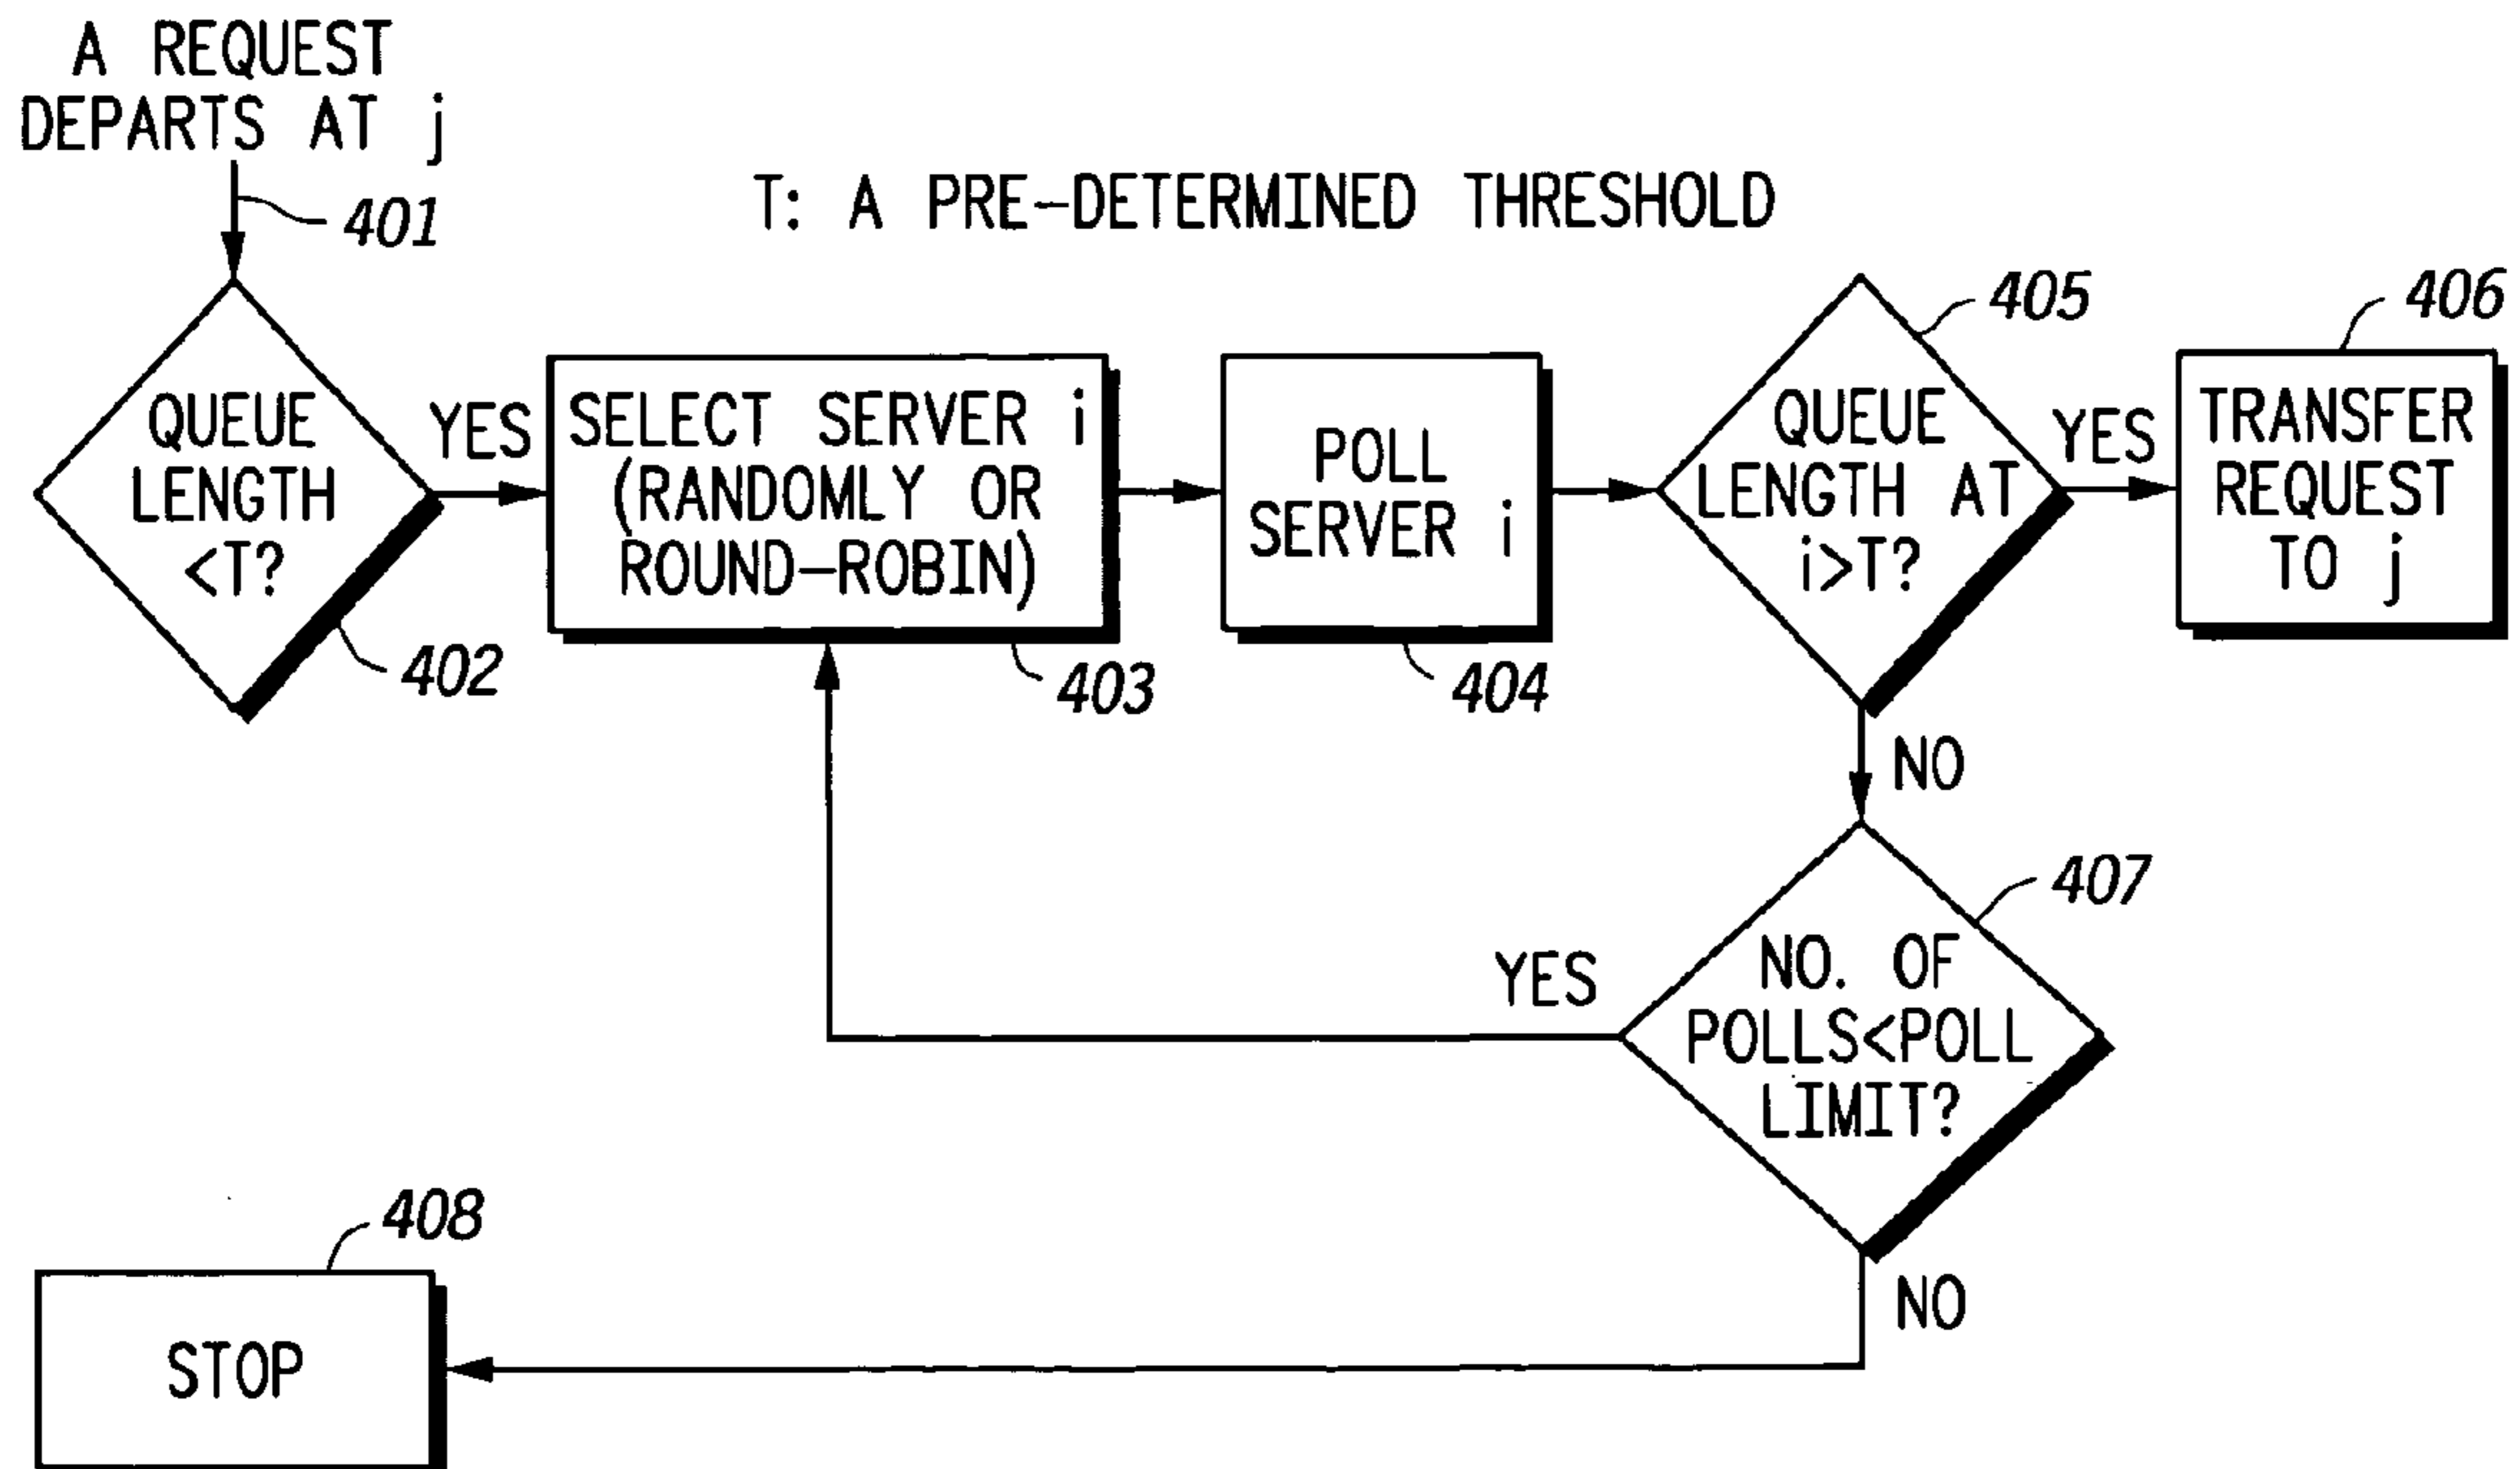 A REQUEST
DEPARTS AT j
401
T: A PRE-DETERMINED THRESHOLD
405
406
QUEUE
LENGTH
<T?
402
YES
SELECT SERVER i
(RANDOMLY OR
ROUND-ROBIN)
403
POLL
SERVER i
404
QUEUE
LENGTH AT
i>T?
YES
TRANSFER
REQUEST
TO j
NO
407
NO. OF
POLLS<POLL
LIMIT?
YES
NO
408
STOP